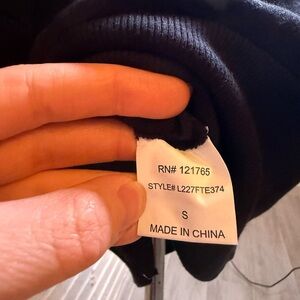 RN# 121765
STYLE# L227FTE374
S
MADE IN CHINA